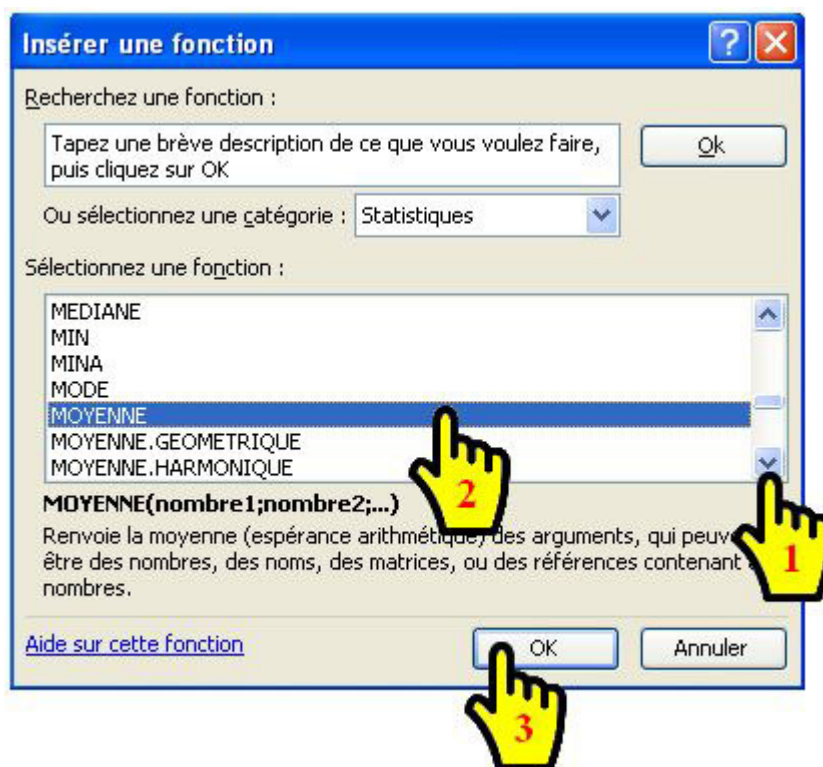 Insérer une fonction
Recherchez une fonction :
Tapez une brève description de ce que vous voulez faire,
puis cliquez sur OK
Ok
Ou sélectionnez une catégorie : Statistiques
Sélectionnez une fonction :
MEDIANE
MIN
MINA
MODE
MOYENNE
MOYENNE.GEOMETRIQUE
MOYENNE.HARMONIQUE
2
1
MOYENNE(nombre1;nombre2;...)
Renvoie la moyenne (espérance arithmétique) des arguments, qui
être des nombres, des noms, des matrices, ou des références contenant
nombres.
Aide sur cette fonction
OK
Annuler
3